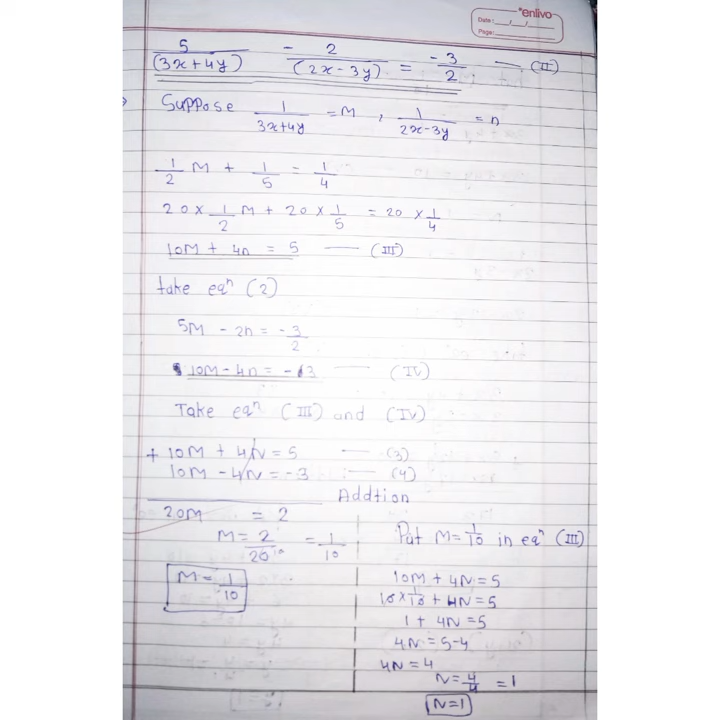 enlivo
Date: __/__/__
Page: ______
5/(3x+4y) - 2/(2x-3y) = -3/2 — (II)
Suppose 1/(3x+4y) = M , 1/(2x-3y) = n
1/2 M + 1/5 = 1/4
20 × 1/2 M + 20 × 1/5 = 20 × 1/4
10M + 4n = 5 — (III)
take eqⁿ (2)
5M - 2n = -3/2
10M - 4n = -3 — (IV)
Take eqⁿ (III) and (IV)
+ 10M + 4N = 5 — (3)
10M - 4N = -3 — (4)
Addtion
20M = 2
M = 2/20 = 1/10
M = 1/10
Put M = 1/10 in eqⁿ (III)
10M + 4N = 5
10 × 1/10 + 4N = 5
1 + 4N = 5
4N = 5-4
4N = 4
N = 4/4 = 1
N = 1